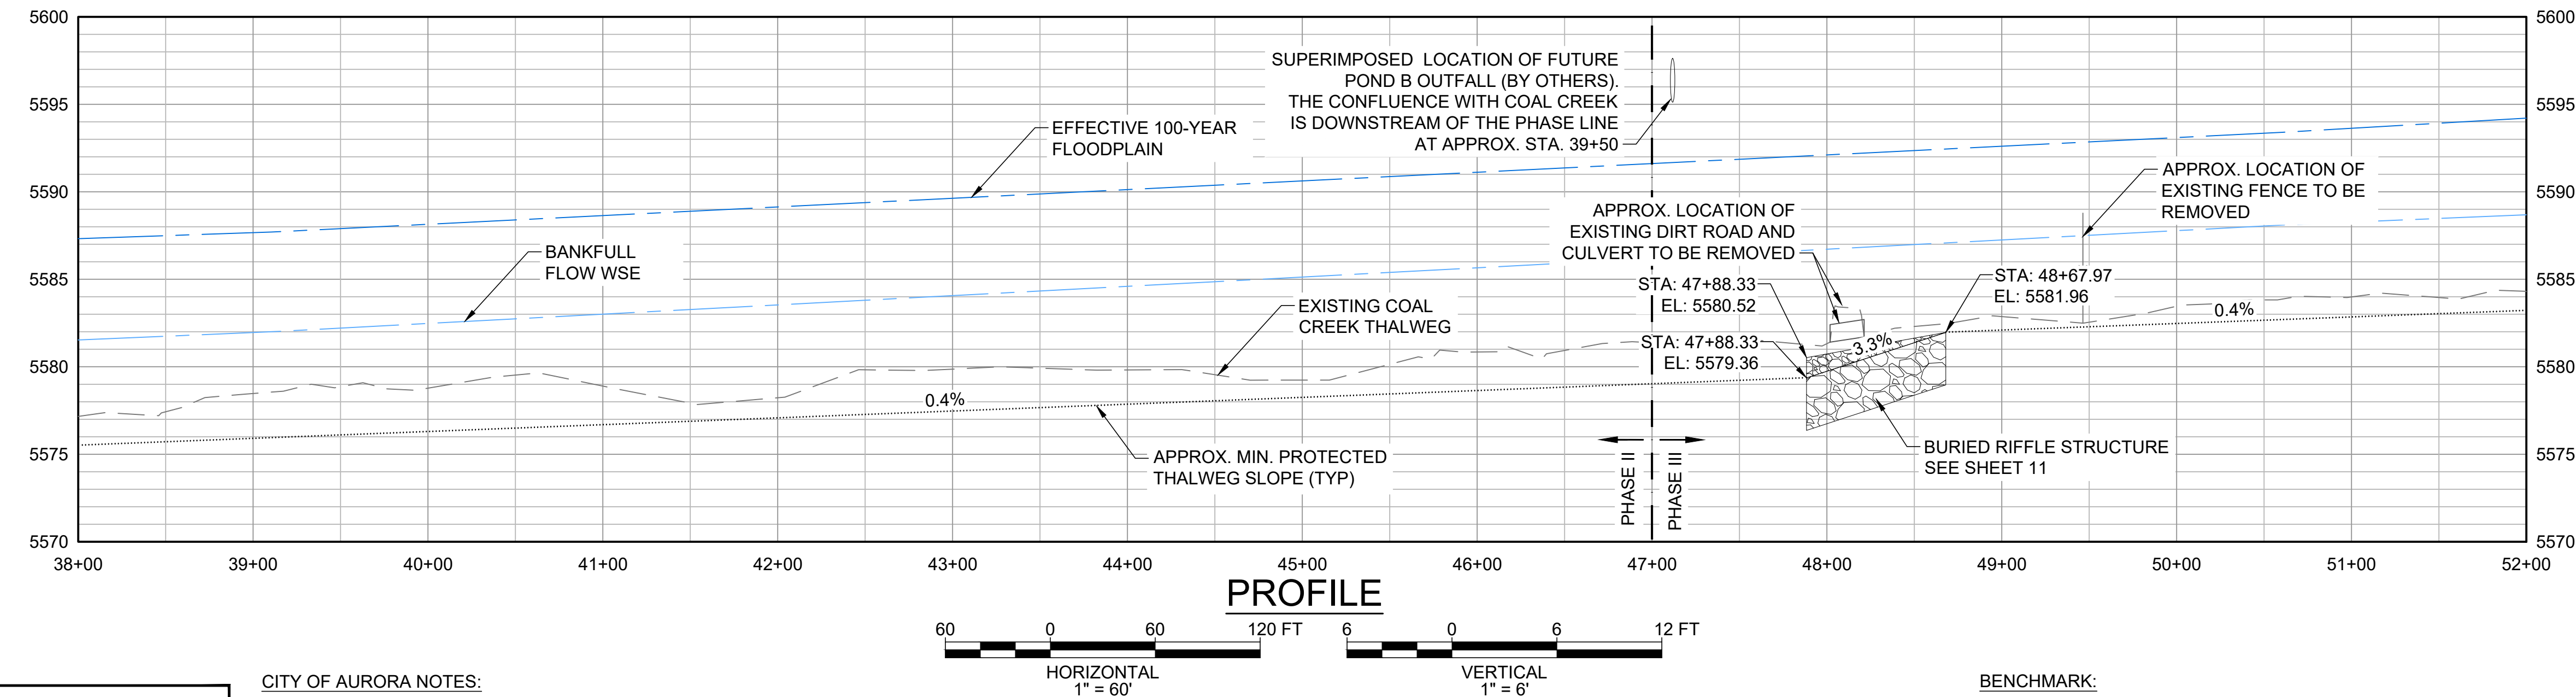 5600
5595
5590
5585
5580
5575
5570
5600
5595
5590
5585
5580
5575
5570
SUPERIMPOSED LOCATION OF FUTURE
POND B OUTFALL (BY OTHERS).
THE CONFLUENCE WITH COAL CREEK
IS DOWNSTREAM OF THE PHASE LINE
AT APPROX. STA. 39+50
EFFECTIVE 100-YEAR
FLOODPLAIN
APPROX. LOCATION OF
EXISTING FENCE TO BE
REMOVED
APPROX. LOCATION OF
EXISTING DIRT ROAD AND
CULVERT TO BE REMOVED
BANKFULL
FLOW WSE
STA: 47+88.33
EL: 5580.52
STA: 48+67.97
EL: 5581.96
EXISTING COAL
CREEK THALWEG
STA: 47+88.33
EL: 5579.36
3.3%
0.4%
0.4%
APPROX. MIN. PROTECTED
THALWEG SLOPE (TYP)
BURIED RIFFLE STRUCTURE
SEE SHEET 11
PHASE II
PHASE III
38+00 39+00 40+00 41+00 42+00 43+00 44+00 45+00 46+00 47+00 48+00 49+00 50+00 51+00 52+00
PROFILE
60 0 60 120 FT
HORIZONTAL
1" = 60'
6 0 6 12 FT
VERTICAL
1" = 6'
CITY OF AURORA NOTES:
BENCHMARK: